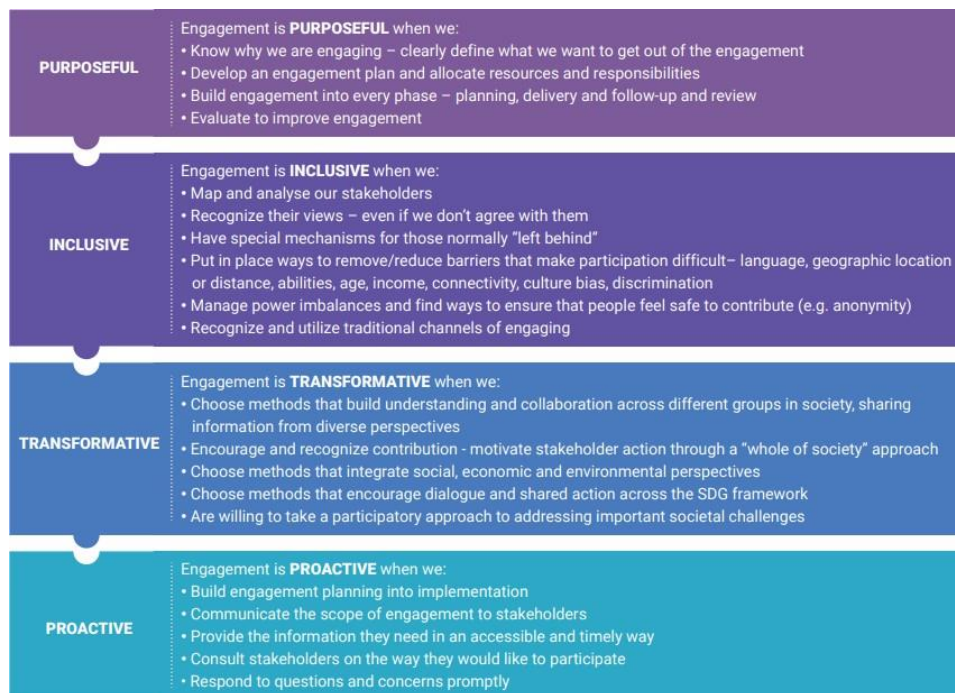 PURPOSEFUL
Engagement is PURPOSEFUL when we:
• Know why we are engaging – clearly define what we want to get out of the engagement
• Develop an engagement plan and allocate resources and responsibilities
• Build engagement into every phase – planning, delivery and follow-up and review
• Evaluate to improve engagement
INCLUSIVE
Engagement is INCLUSIVE when we:
• Map and analyse our stakeholders
• Recognize their views – even if we don't agree with them
• Have special mechanisms for those normally "left behind"
• Put in place ways to remove/reduce barriers that make participation difficult– language, geographic location
or distance, abilities, age, income, connectivity, culture bias, discrimination
• Manage power imbalances and find ways to ensure that people feel safe to contribute (e.g. anonymity)
• Recognize and utilize traditional channels of engaging
TRANSFORMATIVE
Engagement is TRANSFORMATIVE when we:
• Choose methods that build understanding and collaboration across different groups in society, sharing
information from diverse perspectives
• Encourage and recognize contribution - motivate stakeholder action through a "whole of society" approach
• Choose methods that integrate social, economic and environmental perspectives
• Choose methods that encourage dialogue and shared action across the SDG framework
• Are willing to take a participatory approach to addressing important societal challenges
PROACTIVE
Engagement is PROACTIVE when we:
• Build engagement planning into implementation
• Communicate the scope of engagement to stakeholders
• Provide the information they need in an accessible and timely way
• Consult stakeholders on the way they would like to participate
• Respond to questions and concerns promptly